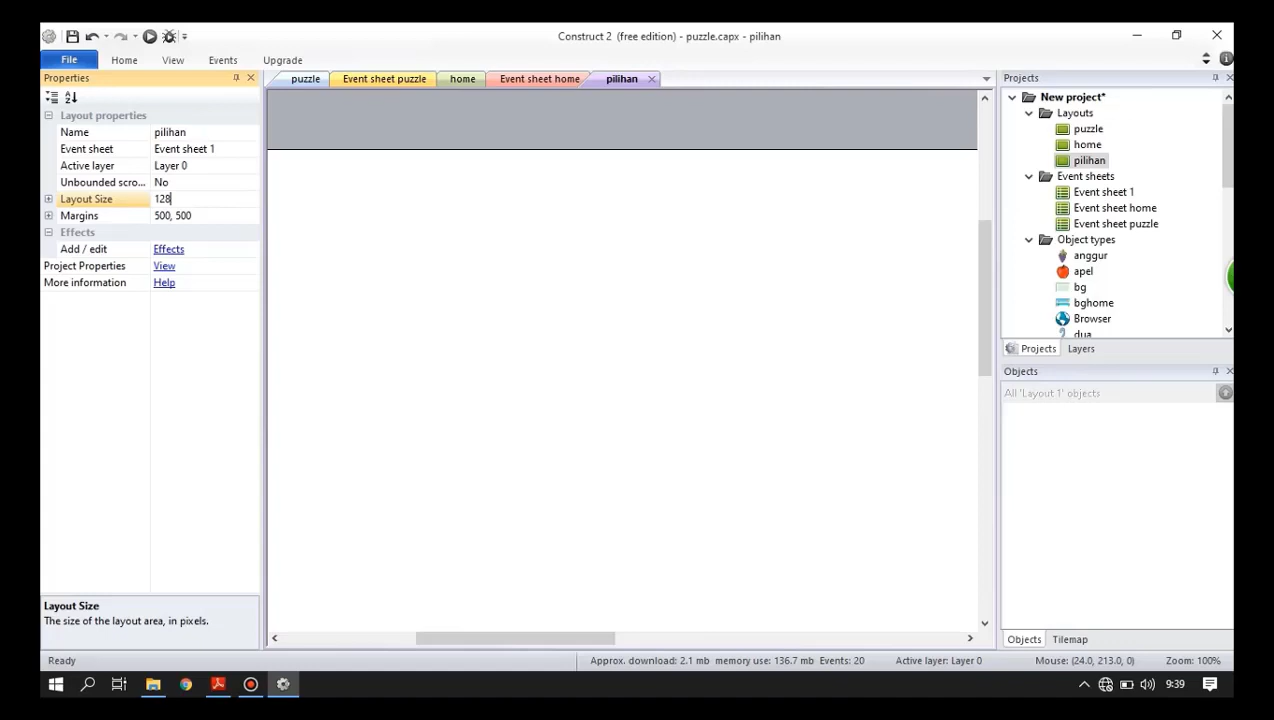 Construct 2 (free edition) - puzzle.capx - pilihan
File Home View Events Upgrade
Properties
puzzle Event sheet puzzle home Event sheet home pilihan
Layout properties
Name pilihan
Event sheet Event sheet 1
Active layer Layer 0
Unbounded scro... No
Layout Size 128
Margins 500, 500
Effects
Add / edit Effects
Project Properties View
More information Help
Layout Size
The size of the layout area, in pixels.
Projects
New project*
Layouts
puzzle
home
pilihan
Event sheets
Event sheet 1
Event sheet home
Event sheet puzzle
Object types
anggur
apel
bg
bghome
Browser
dua
Projects Layers
Objects
All 'Layout 1' objects
Objects Tilemap
Ready
Approx. download: 2.1 mb memory use: 136.7 mb Events: 20 Active layer: Layer 0 Mouse: (24.0, 213.0, 0) Zoom: 100%
9:39